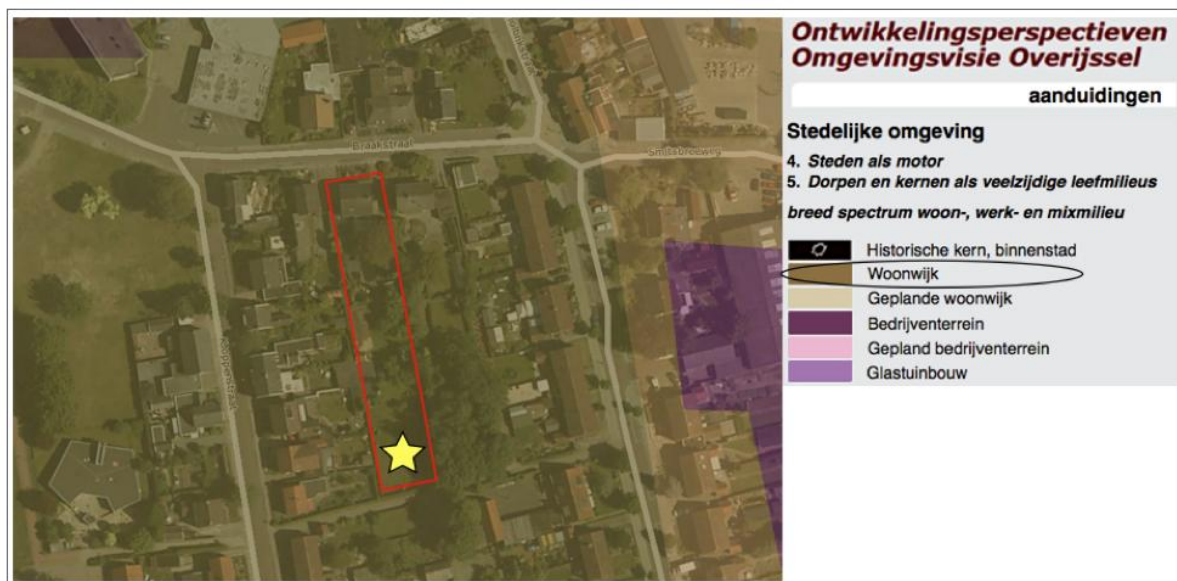 Ontwikkelingsperspectieven
Omgevingsvisie Overijssel
aanduidingen
Stedelijke omgeving
4. Steden als motor
5. Dorpen en kernen als veelzijdige leefmilieus
breed spectrum woon-, werk- en mixmilieu
Historische kern, binnenstad
Woonwijk
Geplande woonwijk
Bedrijventerrein
Gepland bedrijventerrein
Glastuinbouw
Braakstraat